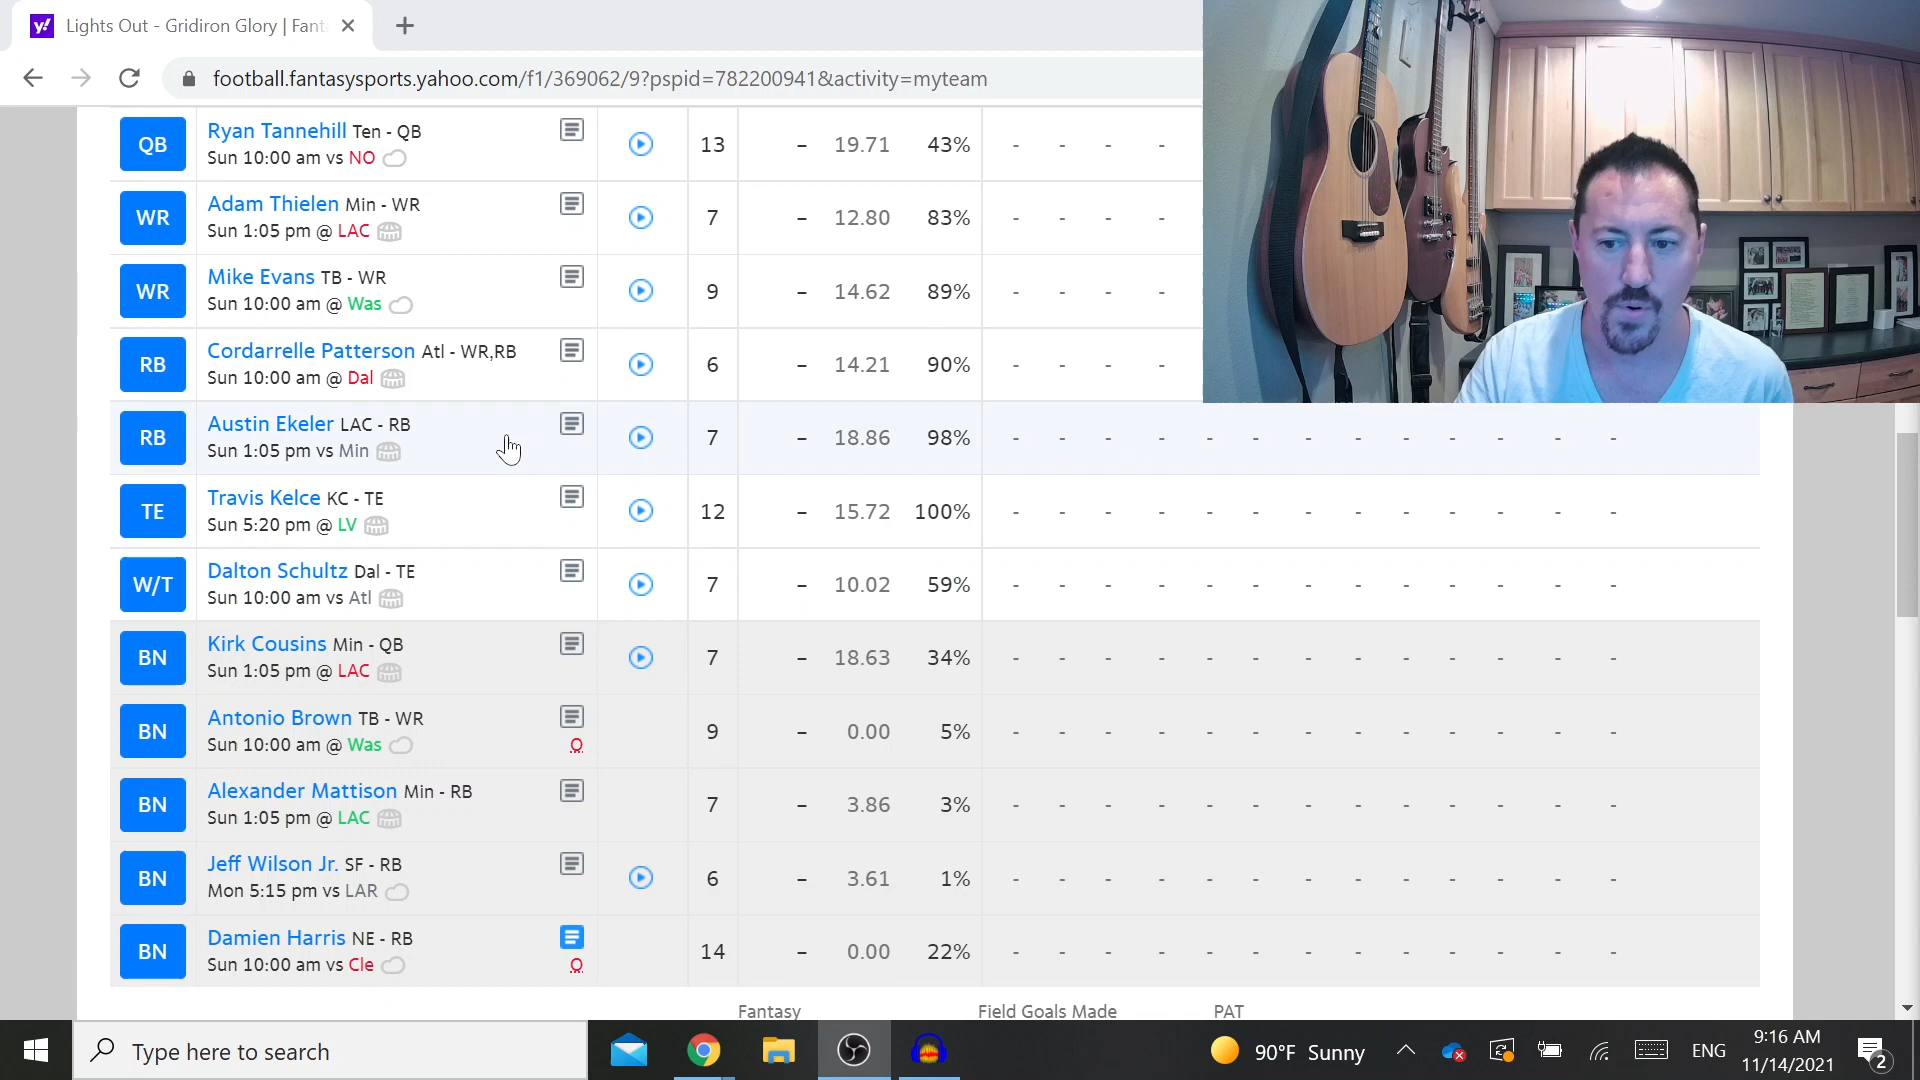 Lights Out - Gridiron Glory | Fant
football.fantasysports.yahoo.com/f1/369062/9?pspid=782200941&activity=myteam
QB Ryan Tannehill Ten - QB 13 – 19.71 43% - - - -
Sun 10:00 am vs NO
WR Adam Thielen Min - WR 7 – 12.80 83% - - - -
Sun 1:05 pm @ LAC
WR Mike Evans TB - WR 9 – 14.62 89% - - - -
Sun 10:00 am @ Was
RB Cordarrelle Patterson Atl - WR,RB 6 – 14.21 90% - - - -
Sun 10:00 am @ Dal
RB Austin Ekeler LAC - RB 7 – 18.86 98% - - - - - - - - - - - - -
Sun 1:05 pm vs Min
TE Travis Kelce KC - TE 12 – 15.72 100% - - - - - - - - - - - - -
Sun 5:20 pm @ LV
W/T Dalton Schultz Dal - TE 7 – 10.02 59% - - - - - - - - - - - - -
Sun 10:00 am vs Atl
BN Kirk Cousins Min - QB 7 – 18.63 34% - - - - - - - - - - - - -
Sun 1:05 pm @ LAC
BN Antonio Brown TB - WR 9 – 0.00 5% - - - - - - - - - - - - -
Sun 10:00 am @ Was O
BN Alexander Mattison Min - RB 7 – 3.86 3% - - - - - - - - - - - - -
Sun 1:05 pm @ LAC
BN Jeff Wilson Jr. SF - RB 6 – 3.61 1% - - - - - - - - - - - - -
Mon 5:15 pm vs LAR
BN Damien Harris NE - RB 14 – 0.00 22% - - - - - - - - - - - - -
Sun 10:00 am vs Cle O
Fantasy Field Goals Made PAT
Type here to search 90°F Sunny ENG 9:16 AM
11/14/2021 2